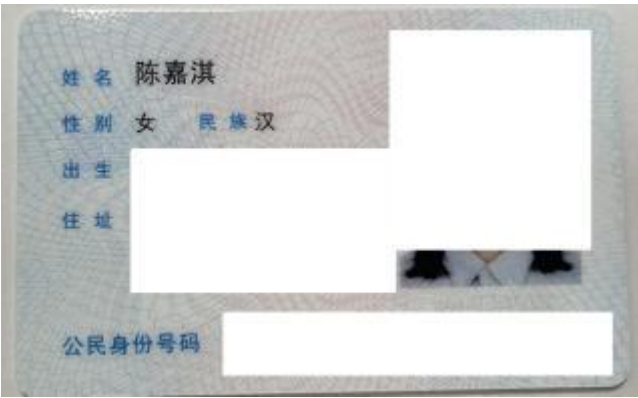 姓名 陈嘉淇
性别 女 民族 汉
出生
住址
公民身份号码